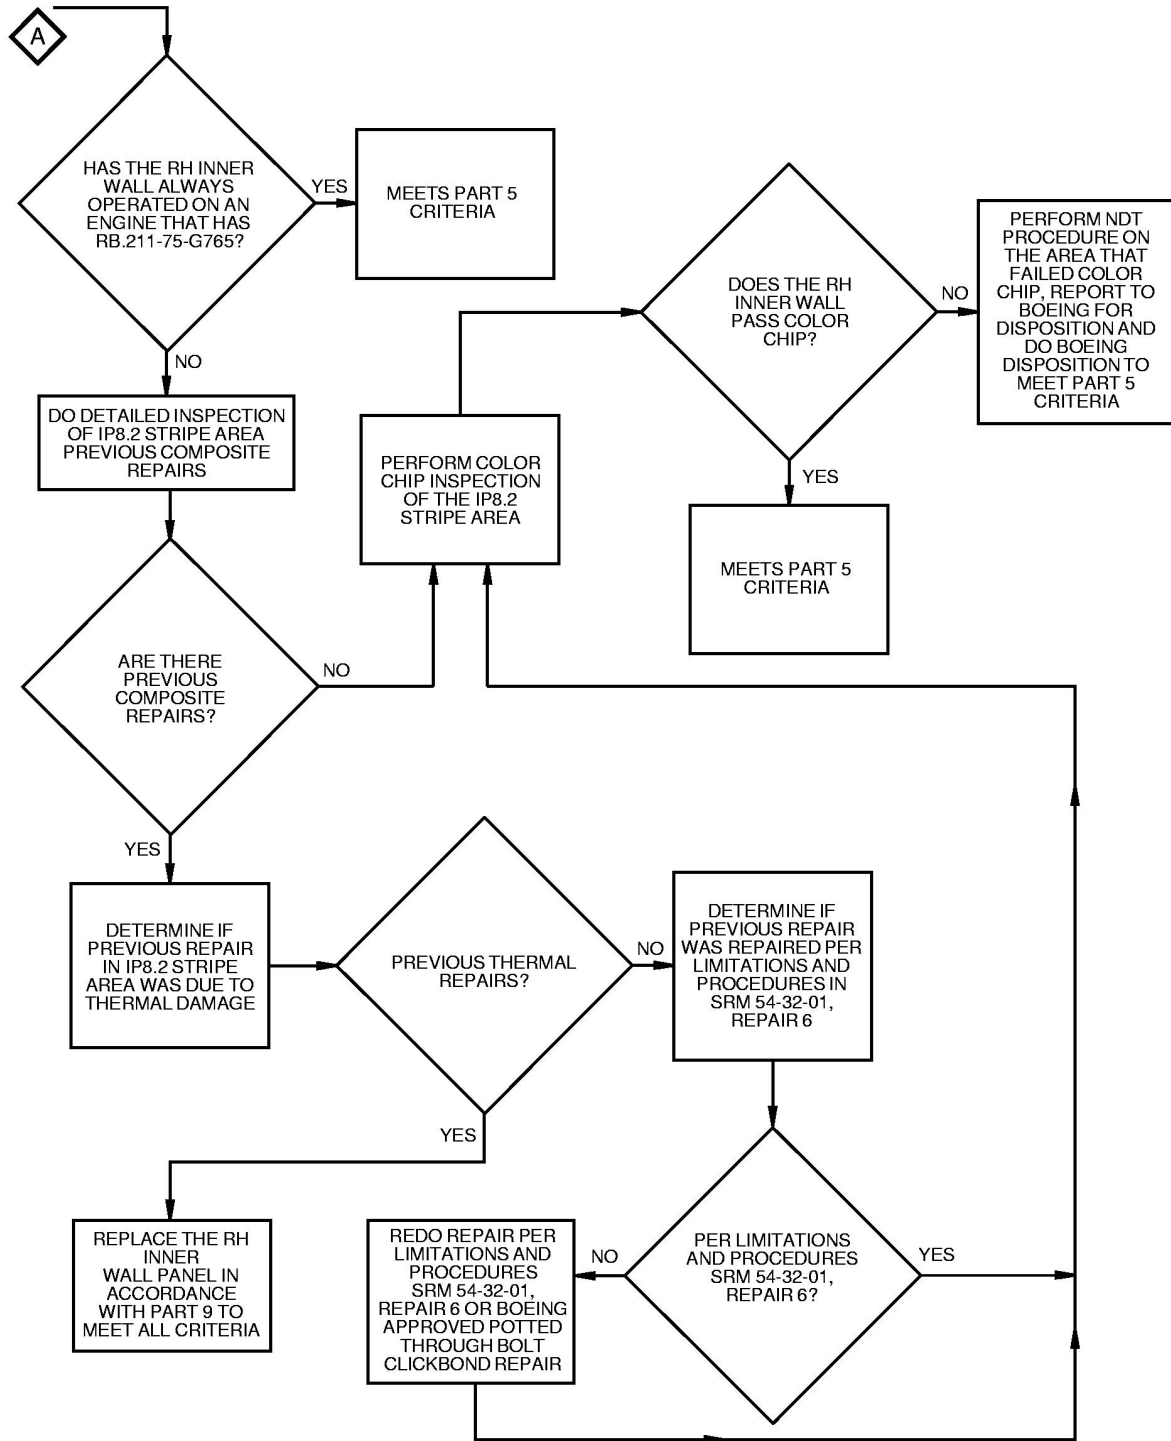 A
HAS THE RH INNER
WALL ALWAYS
OPERATED ON AN
ENGINE THAT HAS
RB.211-75-G765?
YES
MEETS PART 5
CRITERIA
NO
DO DETAILED INSPECTION
OF IP8.2 STRIPE AREA
PREVIOUS COMPOSITE
REPAIRS
ARE THERE
PREVIOUS
COMPOSITE
REPAIRS?
NO
PERFORM COLOR
CHIP INSPECTION
OF THE IP8.2
STRIPE AREA
DOES THE RH
INNER WALL
PASS COLOR
CHIP?
NO
PERFORM NDT
PROCEDURE ON
THE AREA THAT
FAILED COLOR
CHIP, REPORT TO
BOEING FOR
DISPOSITION AND
DO BOEING
DISPOSITION TO
MEET PART 5
CRITERIA
YES
MEETS PART 5
CRITERIA
YES
DETERMINE IF
PREVIOUS REPAIR
IN IP8.2 STRIPE
AREA WAS DUE TO
THERMAL DAMAGE
PREVIOUS THERMAL
REPAIRS?
NO
DETERMINE IF
PREVIOUS REPAIR
WAS REPAIRED PER
LIMITATIONS AND
PROCEDURES IN
SRM 54-32-01,
REPAIR 6
YES
REPLACE THE RH
INNER
WALL PANEL IN
ACCORDANCE
WITH PART 9 TO
MEET ALL CRITERIA
PER LIMITATIONS
AND PROCEDURES
SRM 54-32-01,
REPAIR 6?
YES
NO
REDO REPAIR PER
LIMITATIONS AND
PROCEDURES
SRM 54-32-01,
REPAIR 6 OR BOEING
APPROVED POTTED
THROUGH BOLT
CLICKBOND REPAIR